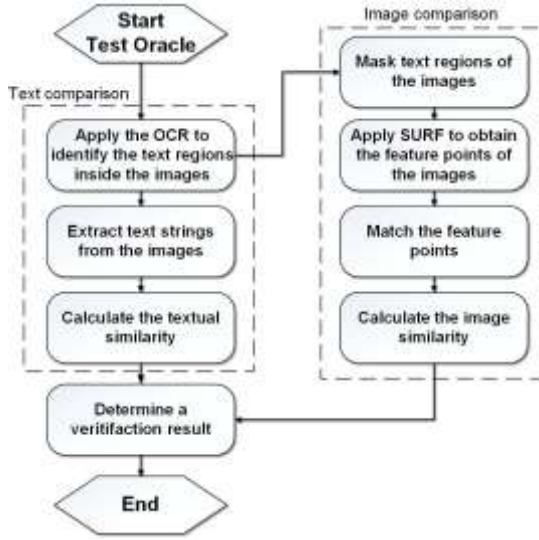 Start
Test Oracle
Text comparison
Apply the OCR to
identify the text regions
inside the images
Extract text strings
from the images
Calculate the textual
similarity
Determine a
veritifaction result
End
Image comparison
Mask text regions of
the images
Apply SURF to obtain
the feature points of
the images
Match the feature
points
Calculate the image
similarity